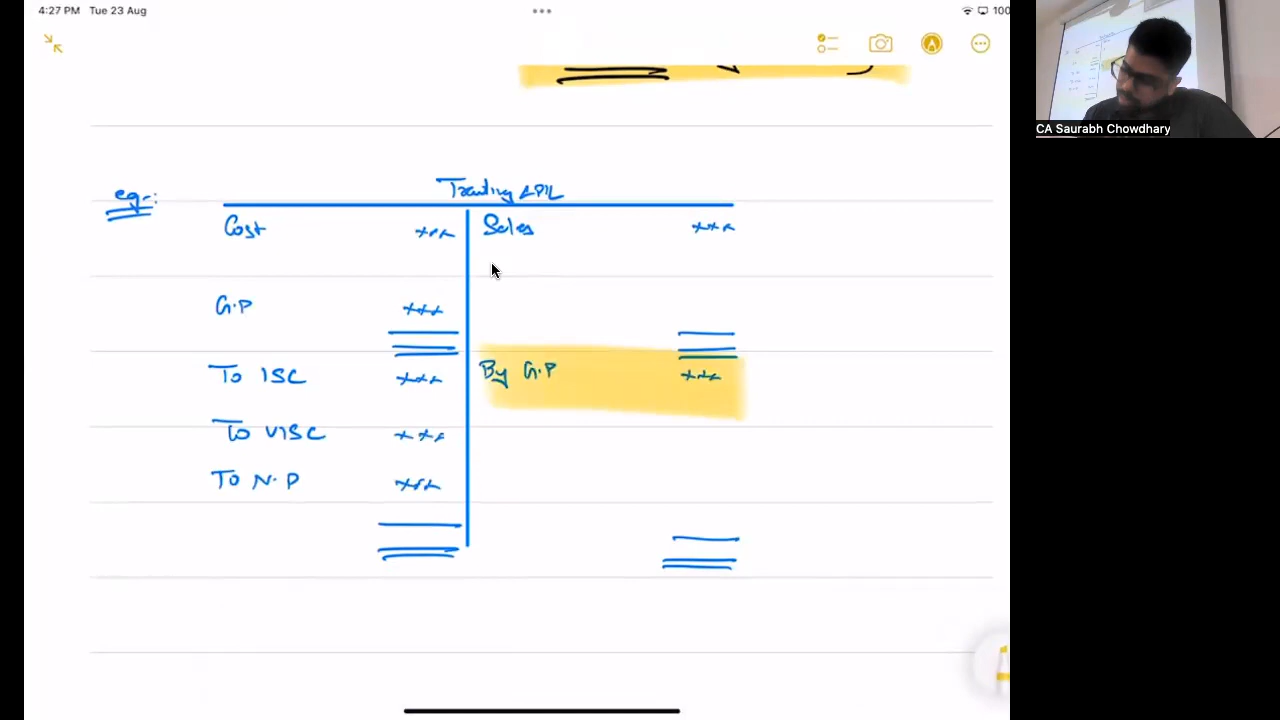 4:27 PM Tue 23 Aug
100
CA Saurabh Chowdhary
eg:
Trading A P/L
Cost xxx Sales xxx
G.P xxx
To ISC xxx By G.P xxx
To VISC xxx
To N.P xxx